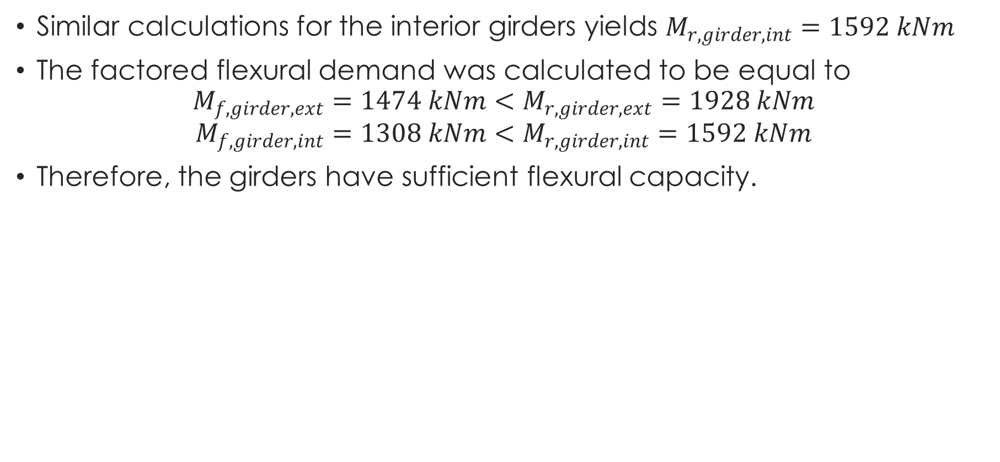 • Similar calculations for the interior girders yields $M_{r,girder,int} = 1592\ kNm$
• The factored flexural demand was calculated to be equal to
$M_{f,girder,ext} = 1474\ kNm < M_{r,girder,ext} = 1928\ kNm$
$M_{f,girder,int} = 1308\ kNm < M_{r,girder,int} = 1592\ kNm$
• Therefore, the girders have sufficient flexural capacity.